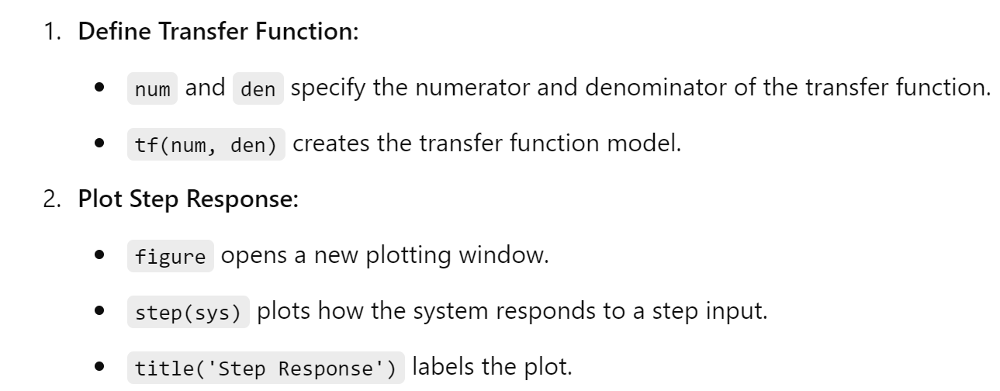 1. Define Transfer Function:
• num and den specify the numerator and denominator of the transfer function.
• tf(num, den) creates the transfer function model.
2. Plot Step Response:
• figure opens a new plotting window.
• step(sys) plots how the system responds to a step input.
• title('Step Response') labels the plot.